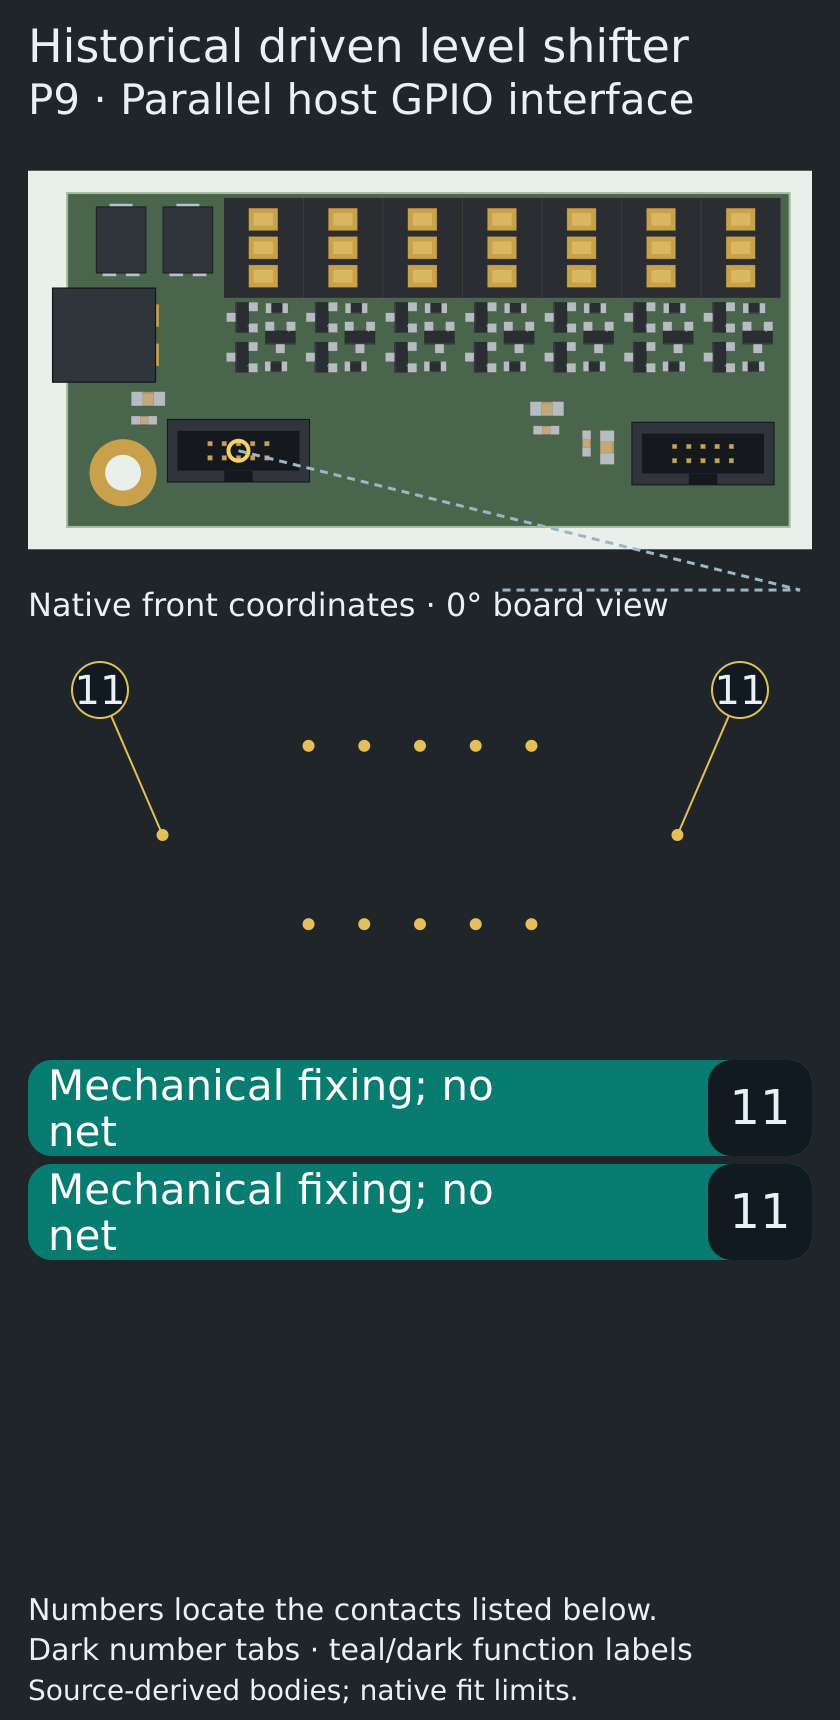 Historical driven level shifter
P9 · Parallel host GPIO interface
Native front coordinates · 0° board view
11
11
Mechanical fixing; no
net
11
Mechanical fixing; no
net
11
Numbers locate the contacts listed below.
Dark number tabs · teal/dark function labels
Source-derived bodies; native fit limits.